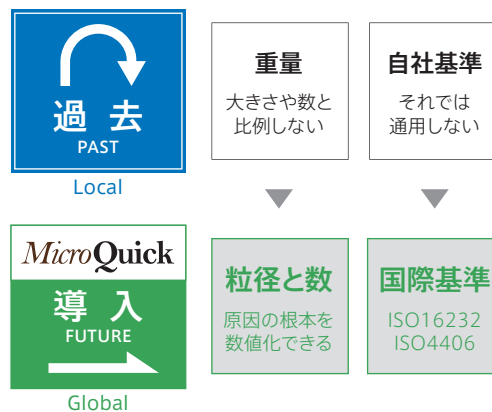 過 去
PAST
Local
重量
大きさや数と
比例しない
自社基準
それでは
通用しない
MicroQuick
導 入
FUTURE
Global
粒径と数
原因の根本を
数値化できる
国際基準
ISO16232
ISO4406